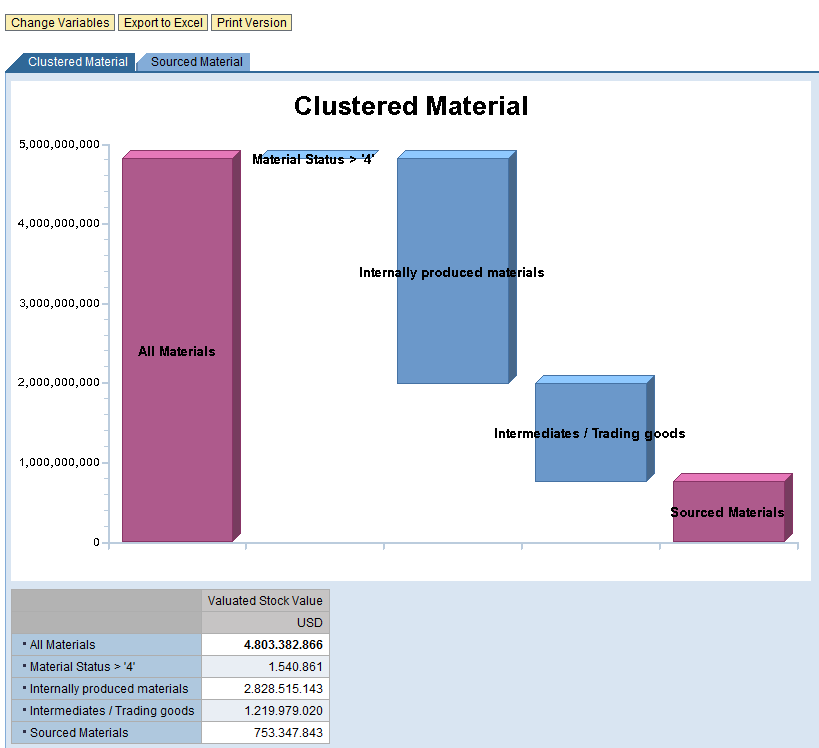 Change Variables Export to Excel Print Version
Clustered Material Sourced Material
Clustered Material
5,000,000,000
Material Status > '4'
4,000,000,000
Internally produced materials
3,000,000,000
All Materials
2,000,000,000
Intermediates / Trading goods
1,000,000,000
Sourced Materials
0
Valuated Stock Value
USD
All Materials 4.803.382.866
Material Status > '4' 1.540.861
Internally produced materials 2.828.515.143
Intermediates / Trading goods 1.219.979.020
Sourced Materials 753.347.843